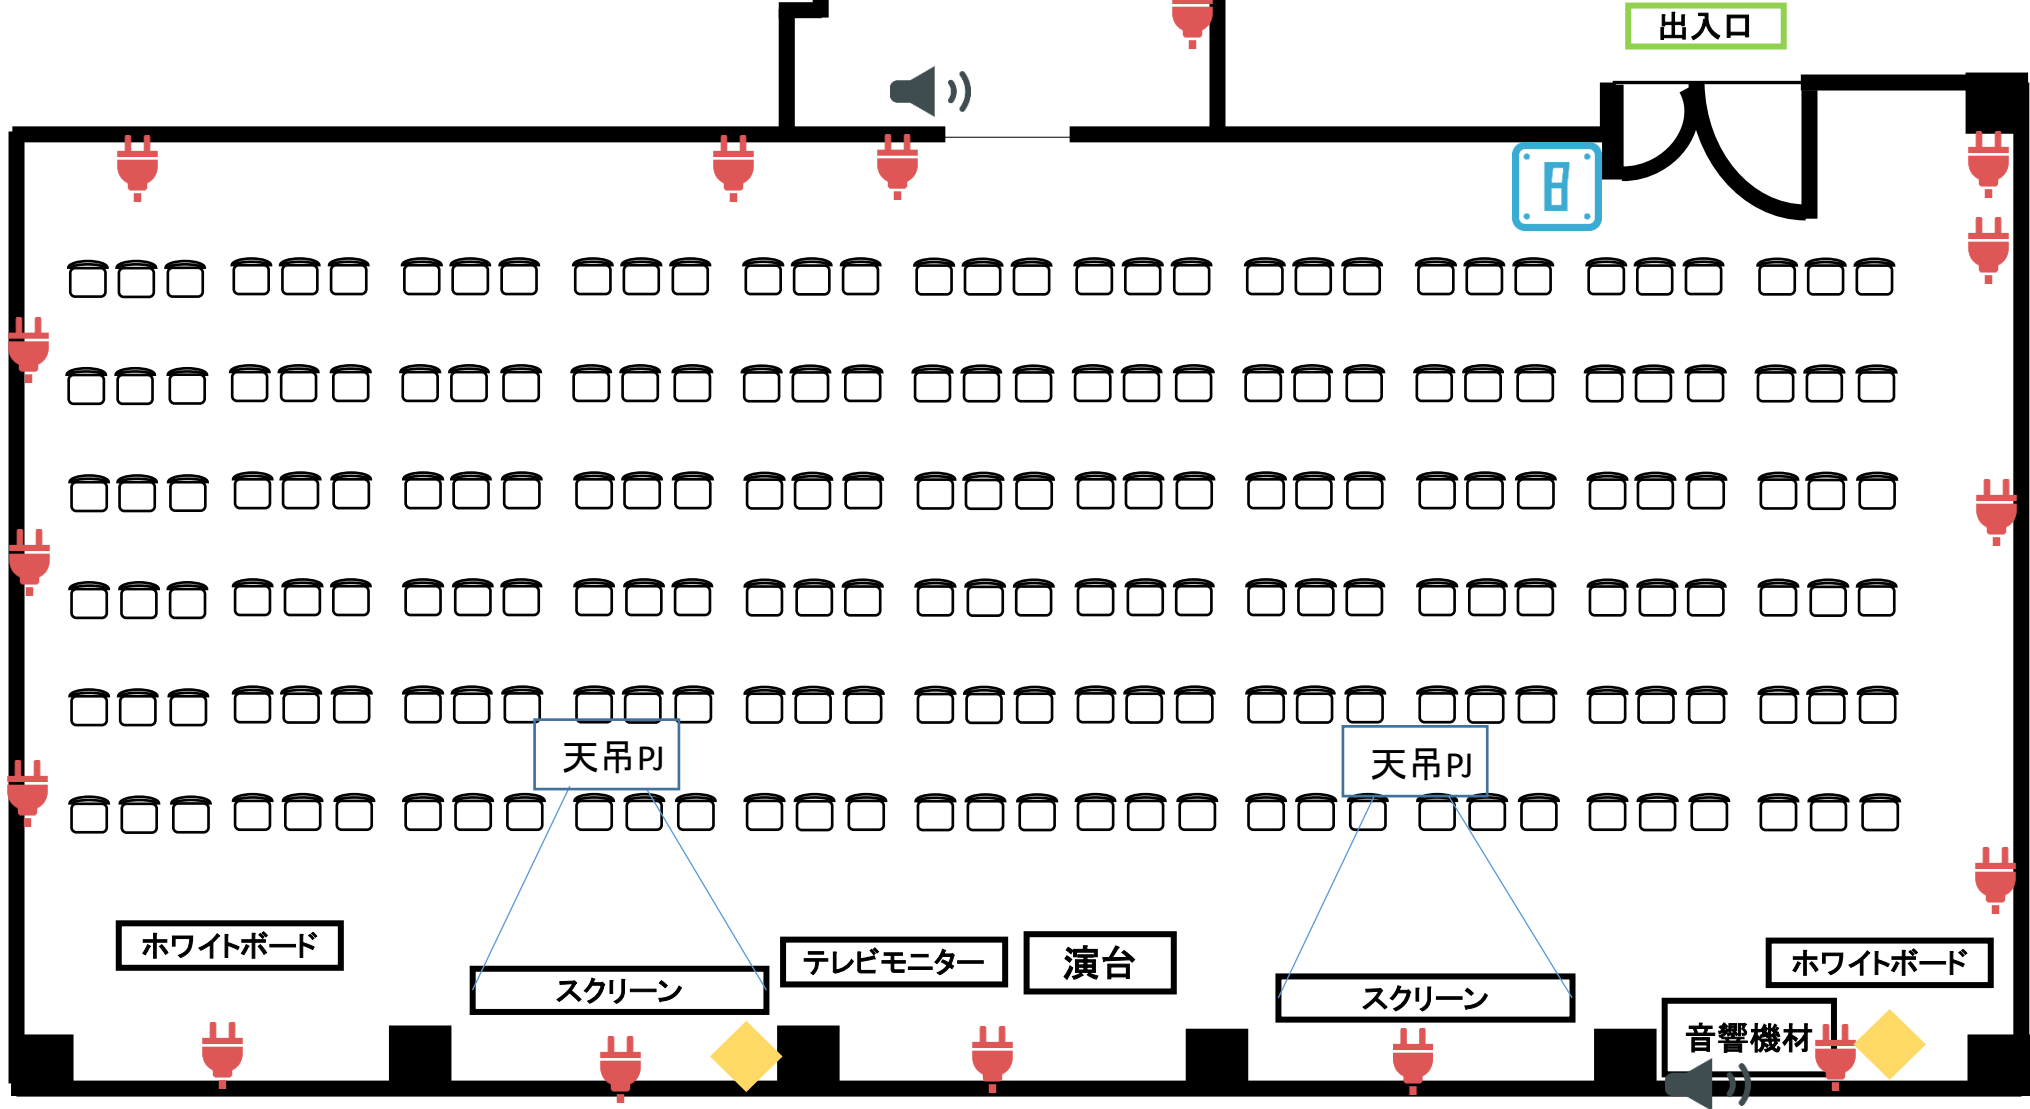 出入口
天吊PJ
天吊PJ
ホワイトボード
スクリーン
テレビモニター
演台
スクリーン
ホワイトボード
音響機材